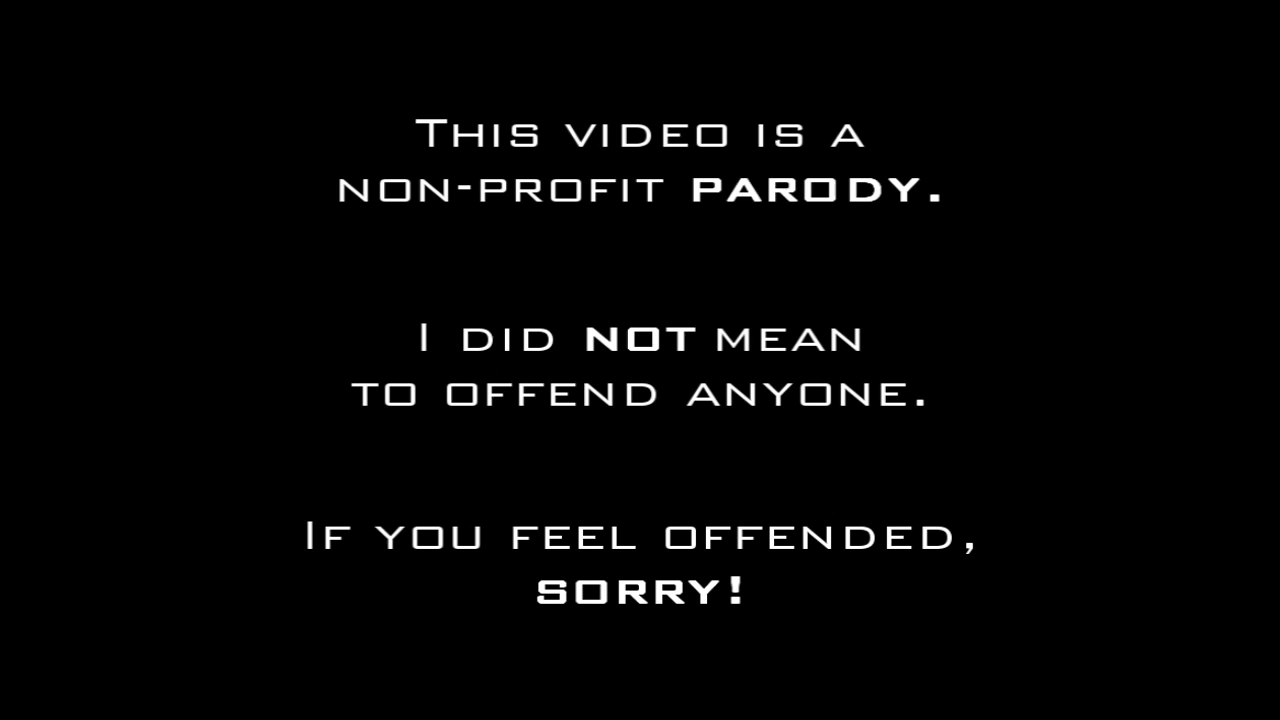 This video is a
non-profit PARODY.
I did NOT mean
to offend anyone.
If you feel offended,
SORRY!